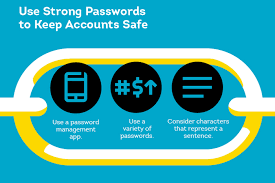 Use Strong Passwords
to Keep Accounts Safe
#$↑
Use a password
management
app.
Use a
variety of
passwords.
Consider characters
that represent a
sentence.